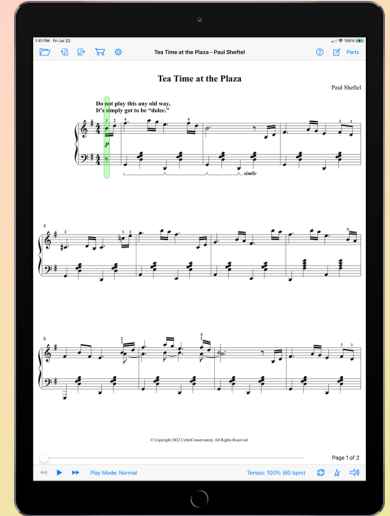 1:41 PM Fri Jul 22
100%
Tea Time at the Plaza - Paul Sheftel
Parts
Tea Time at the Plaza
Paul Sheftel
Do not play this any old way,
It's simply got to be "dolce."
p
simile
© Copyright 2022 CyberConservatory. All Rights Reserved.
Page 1 of 2
Play Mode: Normal
Tempo: 100% (60 bpm)